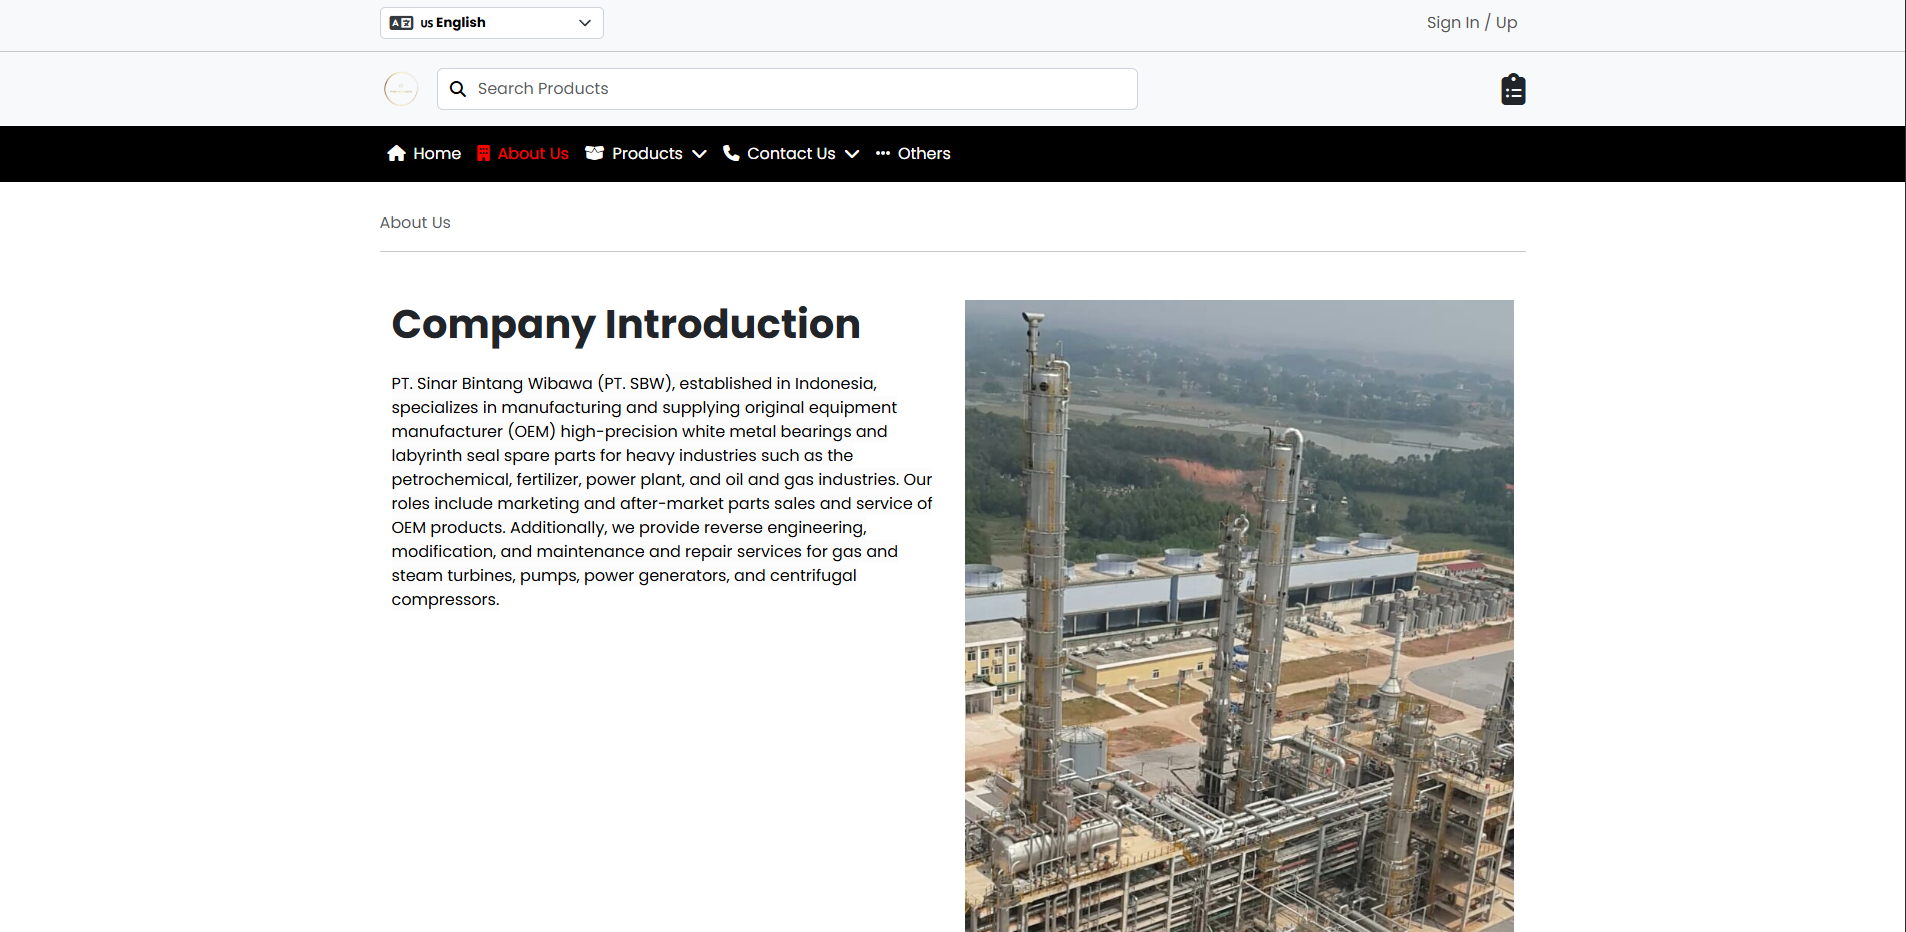 US English
Sign In / Up
Search Products
Home About Us Products Contact Us Others
About Us
Company Introduction
PT. Sinar Bintang Wibawa (PT. SBW), established in Indonesia,
specializes in manufacturing and supplying original equipment
manufacturer (OEM) high-precision white metal bearings and
labyrinth seal spare parts for heavy industries such as the
petrochemical, fertilizer, power plant, and oil and gas industries. Our
roles include marketing and after-market parts sales and service of
OEM products. Additionally, we provide reverse engineering,
modification, and maintenance and repair services for gas and
steam turbines, pumps, power generators, and centrifugal
compressors.